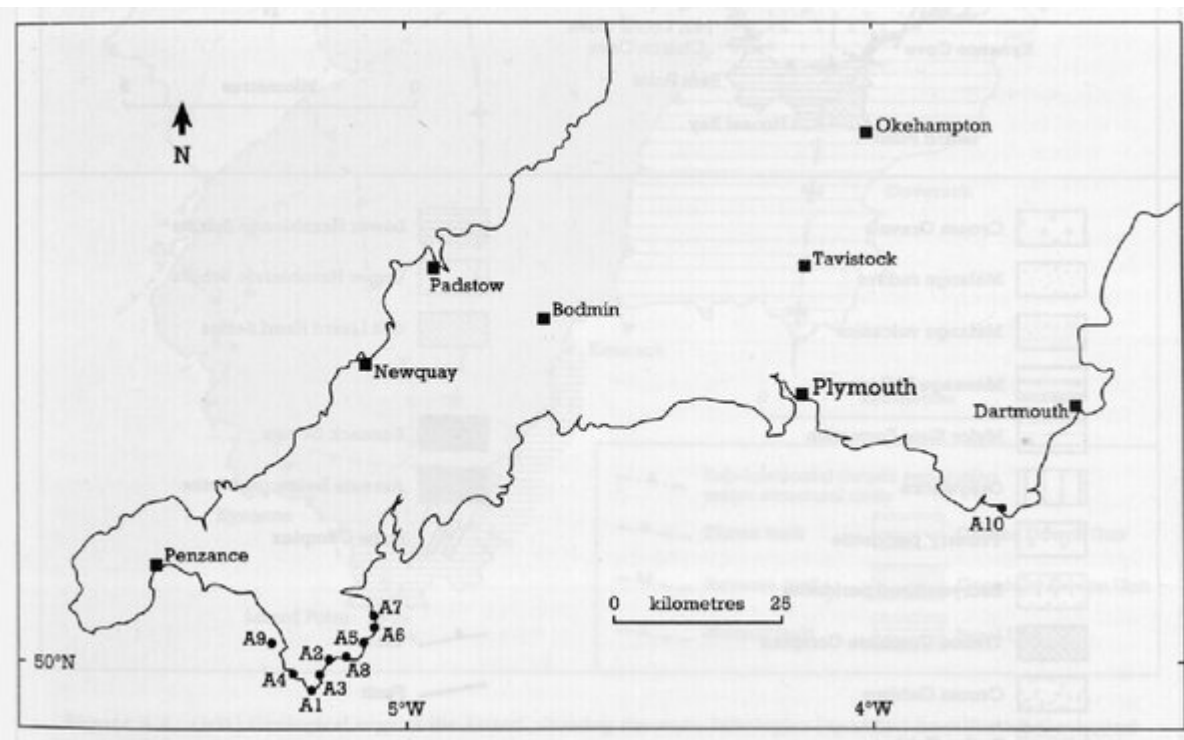 Okehampton
N
Tavistock
Padstow
Bodmin
Newquay
Plymouth
Dartmouth
A10
Penzance
0 kilometres 25
A7
A6
A9
A5
A2
A8
50°N
A4
A3
A1
5°W
4°W